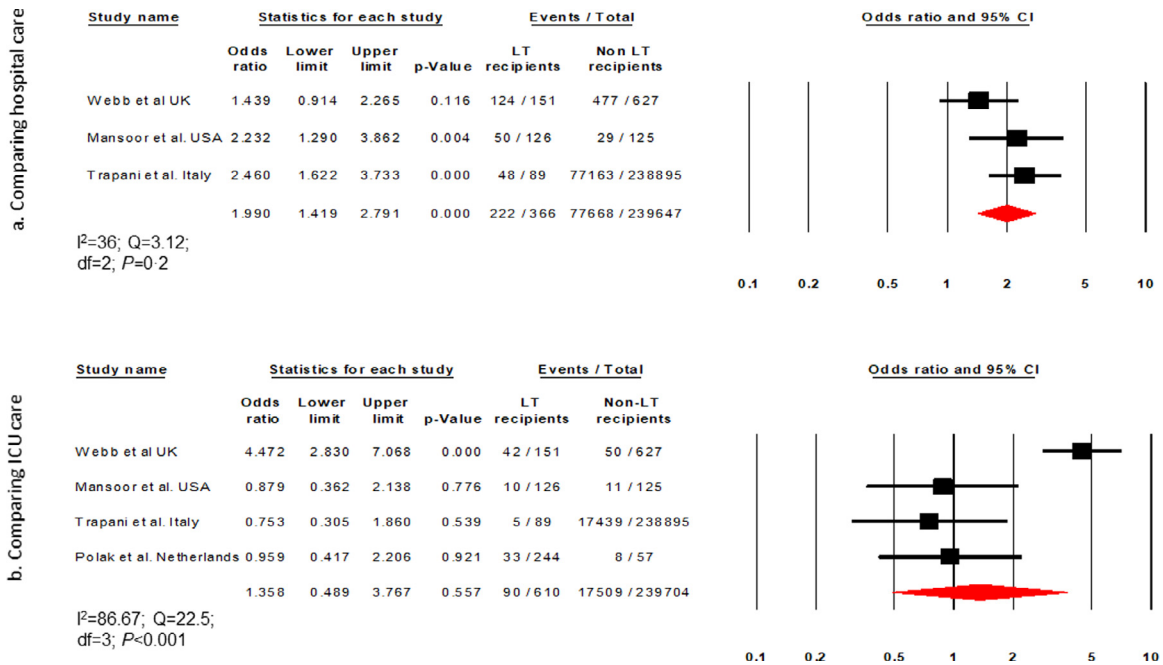 a. Comparing hospital care
Study name Statistics for each study Events / Total Odds ratio and 95% CI
Odds ratio Lower limit Upper limit p-Value LT recipients Non LT recipients
Webb et al UK 1.439 0.914 2.265 0.116 124 / 151 477 / 627
Mansoor et al. USA 2.232 1.290 3.862 0.004 50 / 126 29 / 125
Trapani et al. Italy 2.460 1.622 3.733 0.000 48 / 89 77163 / 238895
1.990 1.419 2.791 0.000 222 / 366 77668 / 239647
I²=36; Q=3.12;
df=2; P=0·2
0.1 0.2 0.5 1 2 5 10
b. Comparing ICU care
Study name Statistics for each study Events / Total Odds ratio and 95% CI
Odds ratio Lower limit Upper limit p-Value LT recipients Non-LT recipients
Webb et al UK 4.472 2.830 7.068 0.000 42 / 151 50 / 627
Mansoor et al. USA 0.879 0.362 2.138 0.776 10 / 126 11 / 125
Trapani et al. Italy 0.753 0.305 1.860 0.539 5 / 89 17439 / 238895
Polak et al. Netherlands 0.959 0.417 2.206 0.921 33 / 244 8 / 57
1.358 0.489 3.767 0.557 90 / 610 17509 / 239704
I²=86.67; Q=22.5;
df=3; P<0.001
0.1 0.2 0.5 1 2 5 10